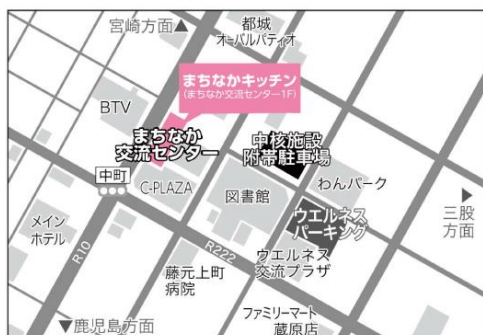 宮崎方面▲
都城
オーバルパティオ
まちなかキッチン
(まちなか交流センター1F)
BTV
まちなか
交流センター
中核施設
附帯駐車場
中町
C-PLAZA
図書館
わんパーク
三股
方面
メイン
ホテル
ウエルネス
パーキング
R10
R222
藤元上町
病院
ウエルネス
交流プラザ
ファミリーマート
蔵原店
▼鹿児島方面